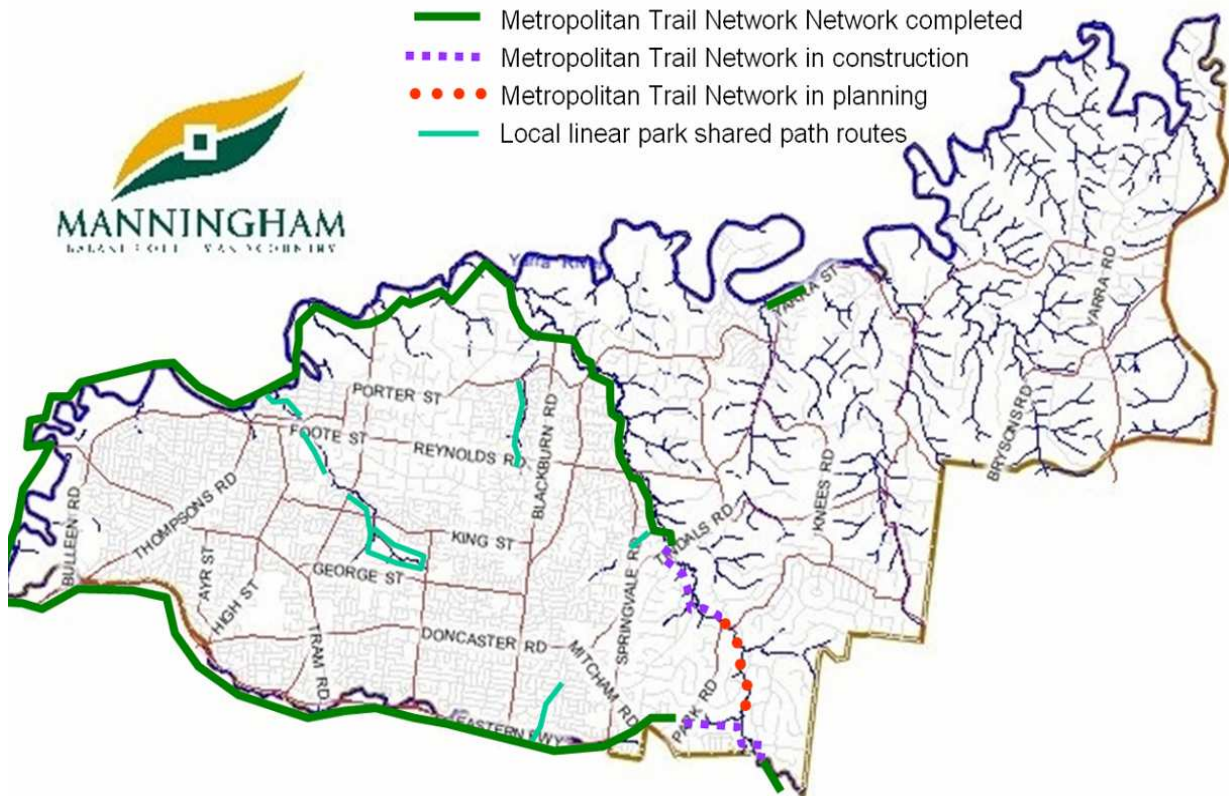 Metropolitan Trail Network Network completed
Metropolitan Trail Network in construction
Metropolitan Trail Network in planning
Local linear park shared path routes
MANNINGHAM
Yarra
YARRA ST
YARRA RD
PORTER ST
FOOTE ST
REYNOLDS RD
BLACKBURN RD
BRYSONS RD
KNEES RD
THOMPSONS RD
BULLEEN RD
KING ST
AYR ST
GEORGE ST
HIGH ST
SPRINGVALE RD
TRAM RD
DONCASTER RD
MITCHAM RD
PARK RD
EASTERN FWY